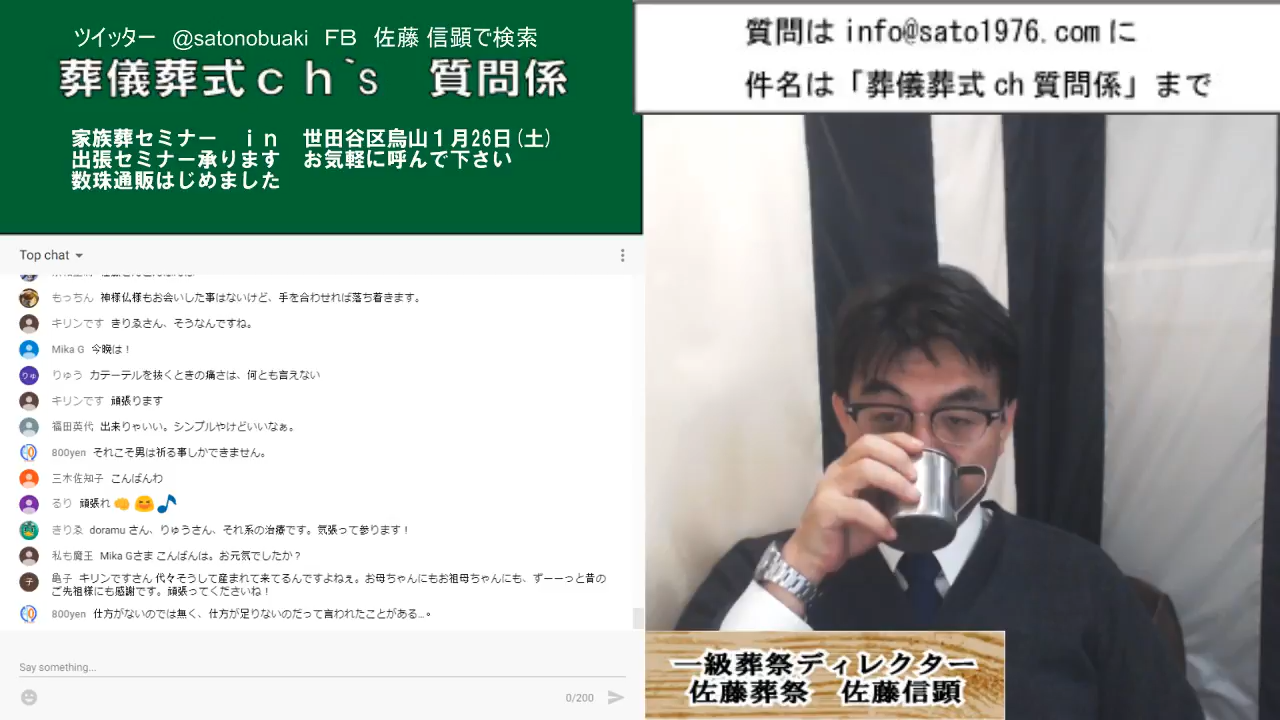 ツイッター　@satonobuaki　ＦＢ　佐藤 信顕で検索
葬儀葬式ｃｈ`s　質問係
家族葬セミナー　ｉｎ　世田谷区烏山１月26日(土)
出張セミナー承ります　お気軽に呼んで下さい
数珠通販はじめました
質問は info@sato1976.com に
件名は「葬儀葬式 ch 質問係」まで
Top chat
もっちん 神様仏様もお会いした事はないけど、手を合わせれば落ち着きます。
キリンです きりゑさん、そうなんですね。
Mika G 今晩は！
りゅう カテーテルを抜くときの痛さは、何とも言えない
キリンです 頑張ります
福田英代 出来りゃいい。シンプルやけどいいなぁ。
800yen それこそ男は祈る事しかできません。
三木佐知子 こんばんわ
るり 頑張れ👊😆🎵
きりゑ doramu さん、りゅうさん、それ系の治療です。気張って参ります！
私も魔王 Mika Gさま こんばんは。お元気でしたか？
亀子 キリンですさん 代々そうして産まれて来てるんですよねぇ。お母ちゃんにもお祖母ちゃんにも、ずーーっと昔の
ご先祖様にも感謝です。頑張ってくださいね！
800yen 仕方がないのでは無く、仕方が足りないのだって言われたことがある…。
Say something...
0/200
一級葬祭ディレクター
佐藤葬祭　佐藤信顕